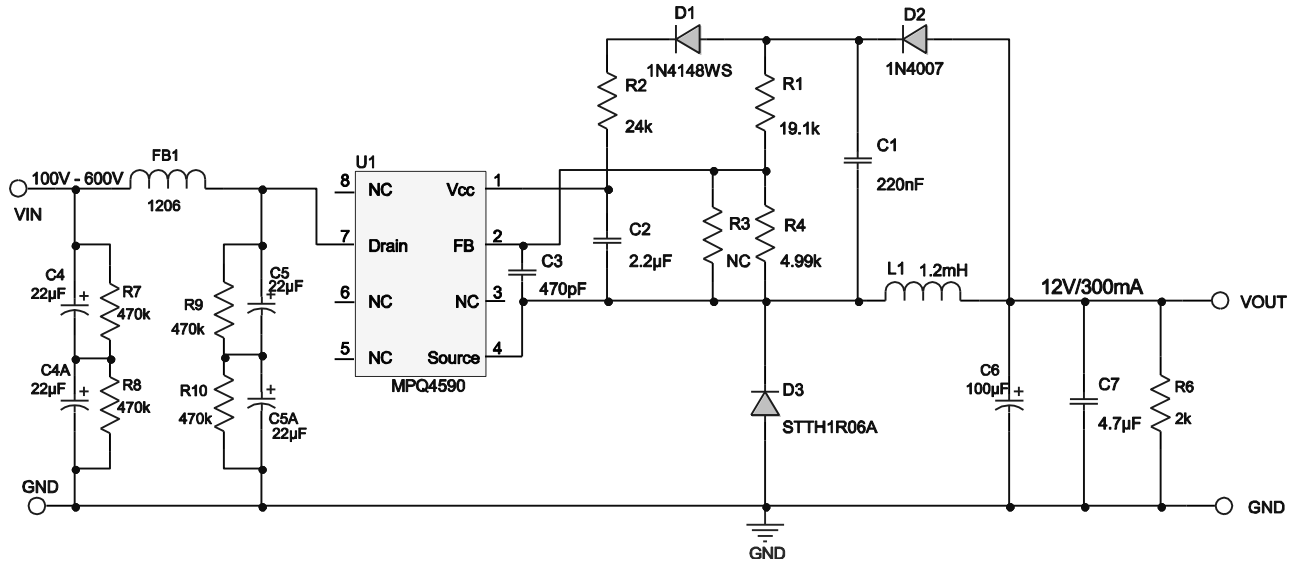 D1
D2
1N4148WS
1N4007
R2
24k
R1
19.1k
C1
220nF
FB1
100V - 600V
1206
VIN
U1
8
NC
Vcc
1
7
Drain
FB
2
6
NC
NC
3
5
NC
Source
4
MPQ4590
C3
470pF
C2
2.2µF
R3
NC
R4
4.99k
L1
1.2mH
12V/300mA
VOUT
C4
22µF
R7
470k
C4A
22µF
R8
470k
R9
470k
C5
22µF
R10
470k
C5A
22µF
D3
STTH1R06A
C6
100µF
C7
4.7µF
R6
2k
GND
GND
GND
+
+
+
+
+